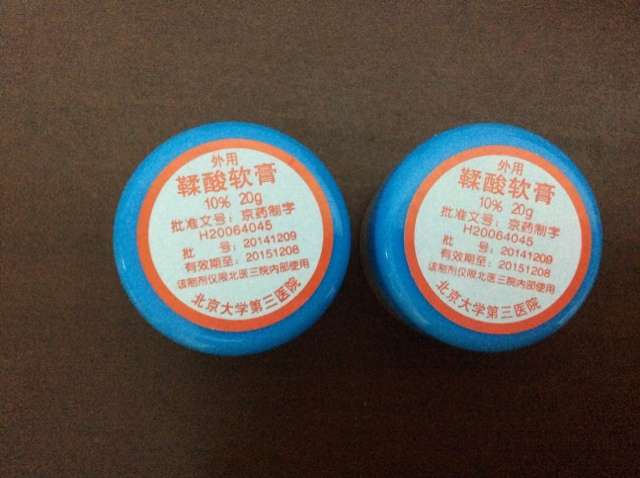 外用
鞣酸软膏
10% 20g
批准文号：京药制字
H20064045
批 号：20141209
有效期至：20151208
该制剂仅限北医三院内部使用
北京大学第三医院
外用
鞣酸软膏
10% 20g
批准文号：京药制字
H20064045
批 号：20141209
有效期至：20151208
该制剂仅限北医三院内部使用
北京大学第三医院